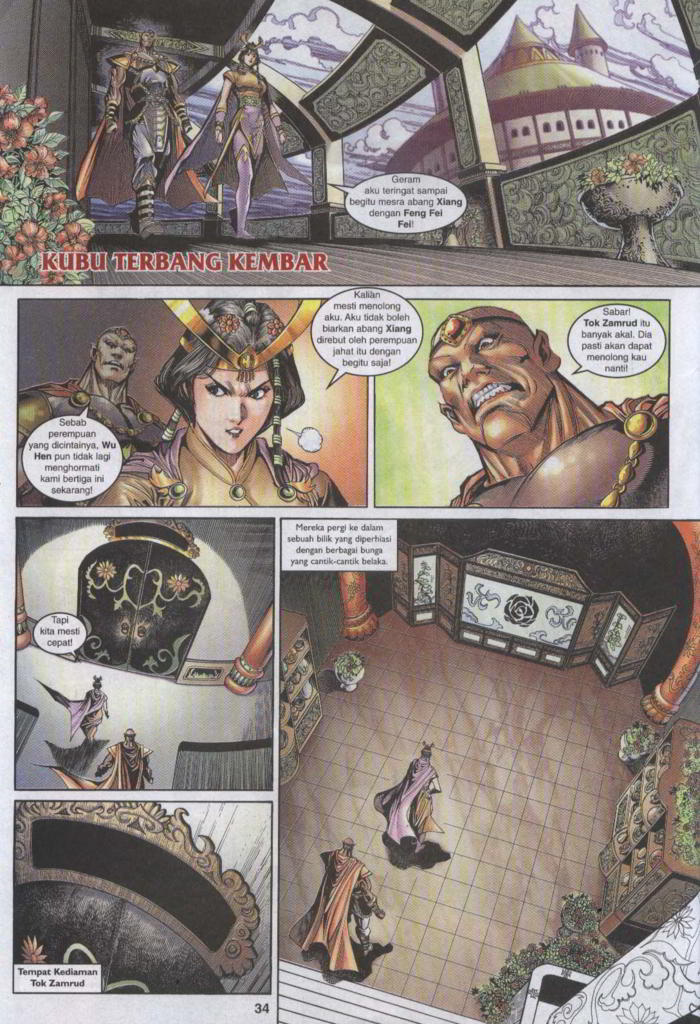 Geram
aku teringat sampai
begitu mesra abang Xiang
dengan Feng Fei
Fei!
KUBU TERBANG KEMBAR
Kalian
mesti menolong
aku. Aku tidak boleh
biarkan abang Xiang
direbut oleh perempuan
jahat itu dengan
begitu saja!
Sebab
perempuan
yang dicintainya, Wu
Hen pun tidak lagi
menghormati
kami bertiga ini
sekarang!
Sabar!
Tok Zamrud itu
banyak akal. Dia
pasti akan dapat
menolong kau
nanti!
Tapi
kita mesti
cepat!
Tempat Kediaman
Tok Zamrud
Mereka pergi ke dalam
sebuah bilik yang diperhiasi
dengan berbagai bunga
yang cantik-cantik belaka.
34